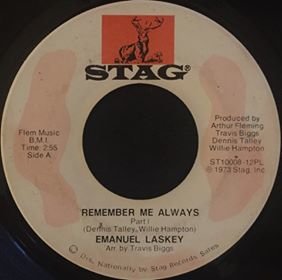 STAG®
Flem Music
B.M.I.
Time: 2:55
Side A
Produced by
Arthur Fleming
Travis Biggs
Dennis Talley
Willie Hampton
ST10008-12PL
℗ 1973 Stag, Inc
REMEMBER ME ALWAYS
Part I
(Dennis Talley, Willie Hampton)
EMANUEL LASKEY
Arr. by Travis Biggs
Dis. Nationally by Stag Records Sales